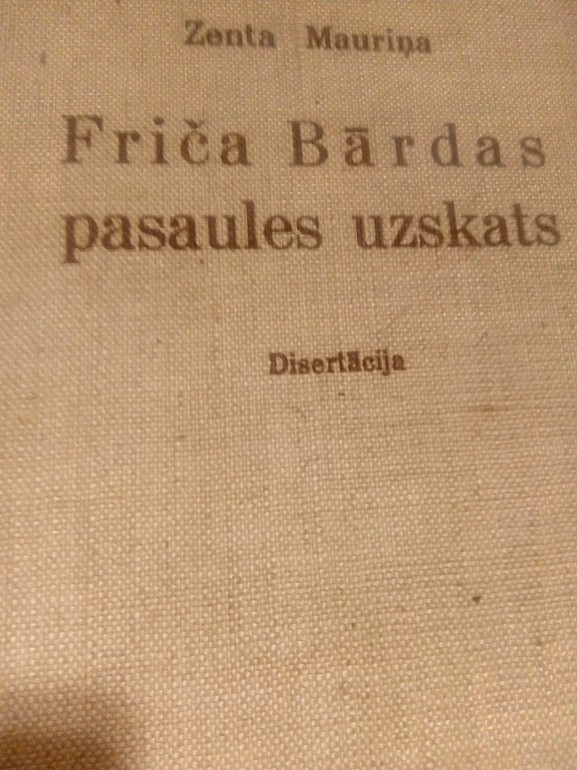 Zenta Mauriņa
Friča Bārdas
pasaules uzskats
Disertācija